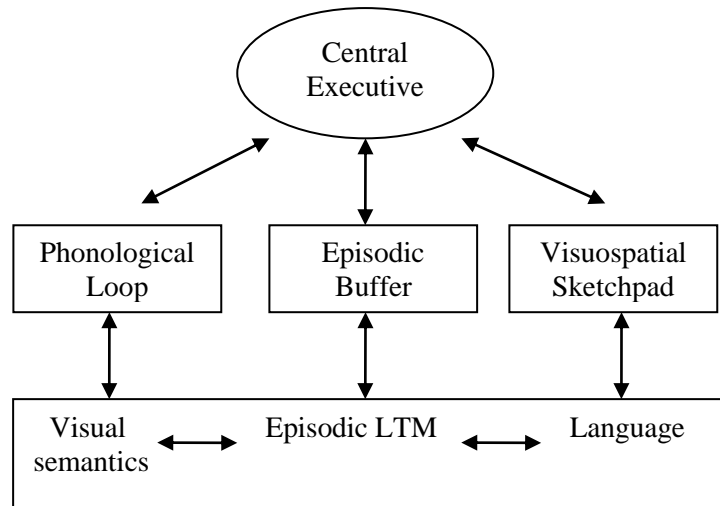 Central
Executive
Phonological
Loop
Episodic
Buffer
Visuospatial
Sketchpad
Visual
semantics
Episodic LTM
Language